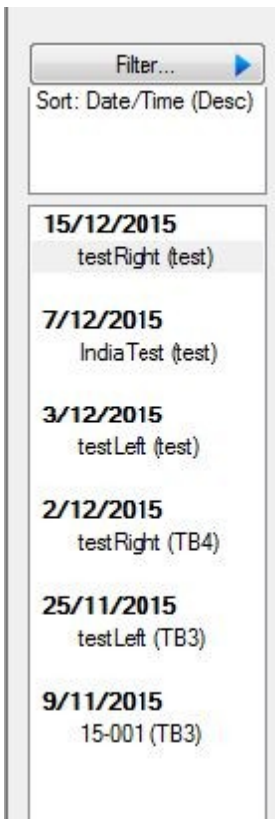 Filter...
Sort: Date/Time (Desc)
15/12/2015
testRight (test)
7/12/2015
IndiaTest (test)
3/12/2015
testLeft (test)
2/12/2015
testRight (TB4)
25/11/2015
testLeft (TB3)
9/11/2015
15-001 (TB3)